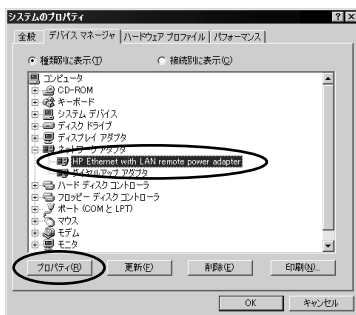 システムのプロパティ
全般 デバイス マネージャ ハードウェア プロファイル パフォーマンス
種類別に表示(T) 接続別に表示(C)
コンピュータ
CD-ROM
キーボード
システム デバイス
ディスク ドライブ
ディスプレイ アダプタ
ネットワーク アダプタ
HP Ethernet with LAN remote power adapter
ダイヤルアップ アダプタ
ハード ディスク コントローラ
フロッピー ディスク コントローラ
ポート (COM と LPT)
マウス
モデム
モニタ
プロパティ(R) 更新(F) 削除(E) 印刷(N)...
OK キャンセル